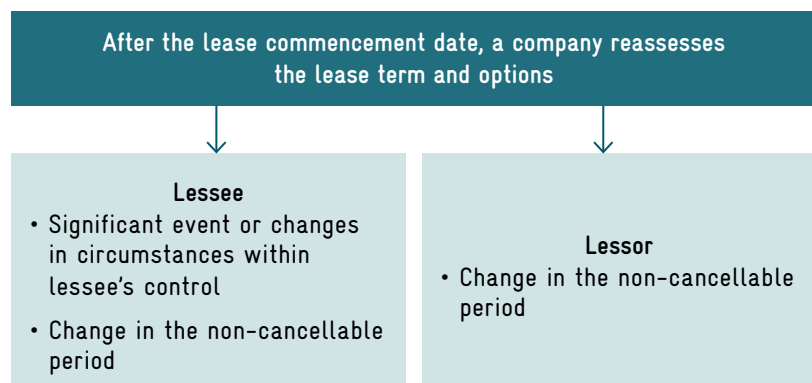 After the lease commencement date, a company reassesses
the lease term and options
Lessee
• Significant event or changes
in circumstances within
lessee's control
• Change in the non-cancellable
period
Lessor
• Change in the non-cancellable
period